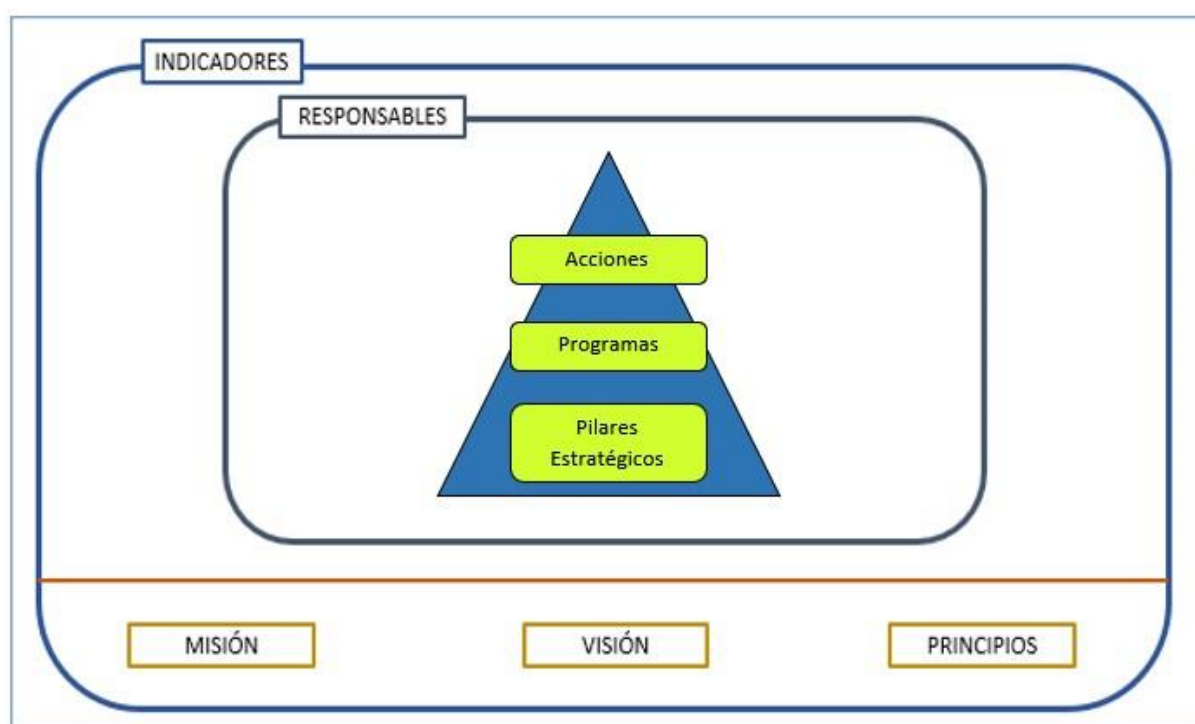 INDICADORES
RESPONSABLES
Acciones
Programas
Pilares
Estratégicos
MISIÓN
VISIÓN
PRINCIPIOS